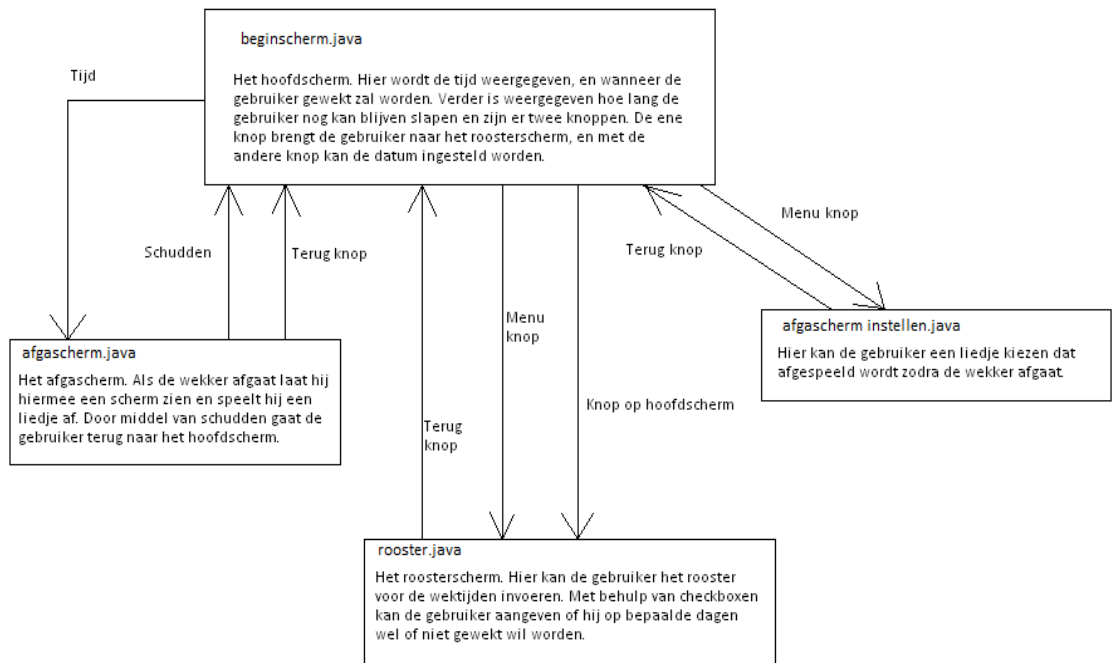 beginscherm.java
Het hoofdscherm. Hier wordt de tijd weergegeven, en wanneer de
gebruiker gewekt zal worden. Verder is weergegeven hoe lang de
gebruiker nog kan blijven slapen en zijn er twee knoppen. De ene
knop brengt de gebruiker naar het roosterscherm, en met de
andere knop kan de datum ingesteld worden.
Tijd
Schudden
Terug knop
Menu
knop
Terug knop
Menu knop
afgascherm.java
Het afgascherm. Als de wekker afgaat laat hij
hiermee een scherm zien en speelt hij een
liedje af. Door middel van schudden gaat de
gebruiker terug naar het hoofdscherm.
Terug
knop
Knop op hoofdscherm
afgascherm instellen.java
Hier kan de gebruiker een liedje kiezen dat
afgespeeld wordt zodra de wekker afgaat.
rooster.java
Het roosterscherm. Hier kan de gebruiker het rooster
voor de wektijden invoeren. Met behulp van checkboxen
kan de gebruiker aangeven of hij op bepaalde dagen
wel of niet gewekt wil worden.